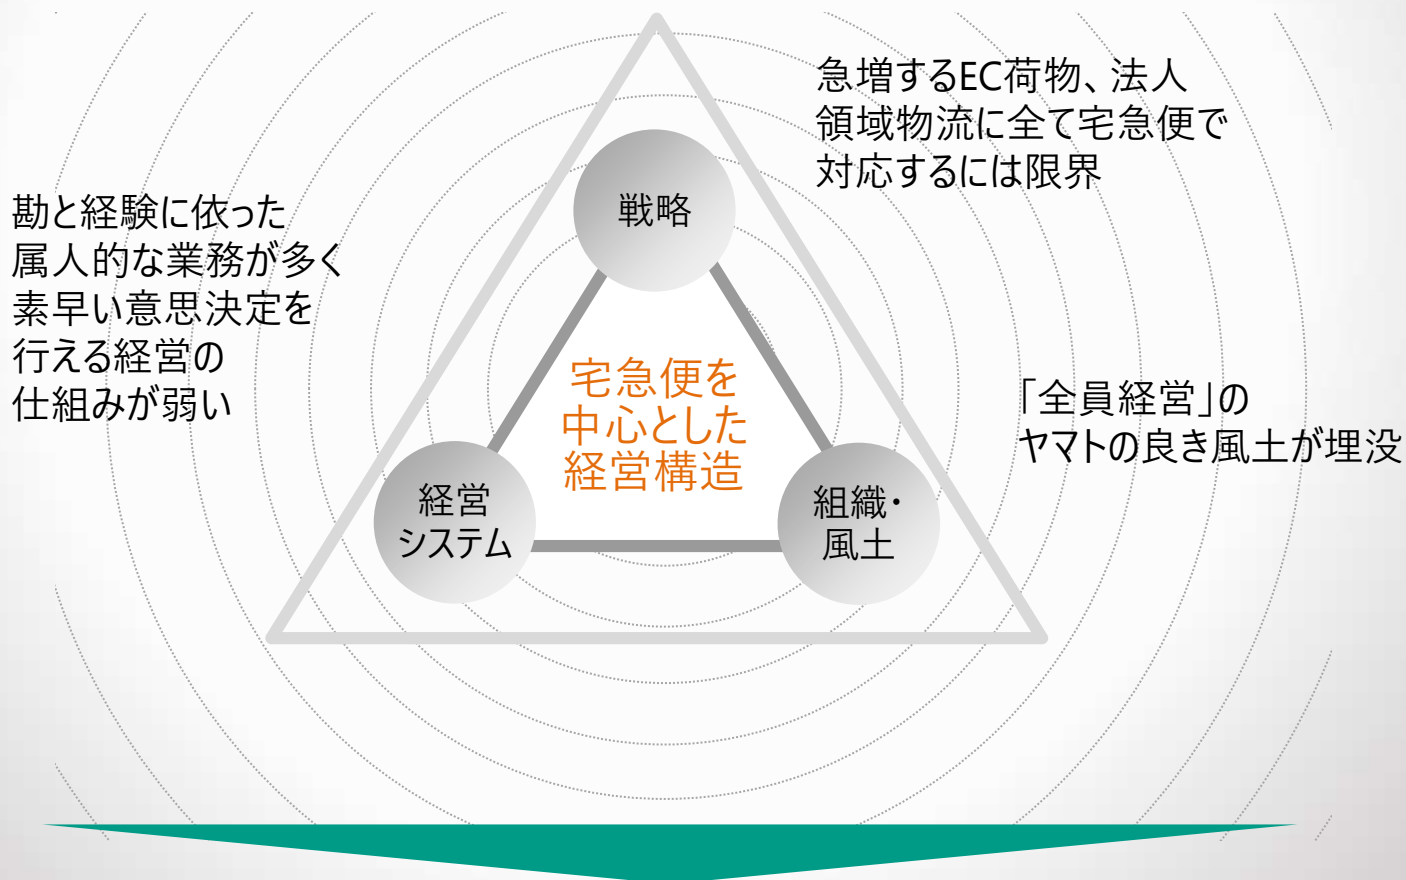 急増するEC荷物、法人
領域物流に全て宅急便で
対応するには限界
戦略
勘と経験に依った
属人的な業務が多く
素早い意思決定を
行える経営の
仕組みが弱い
宅急便を
中心とした
経営構造
「全員経営」の
ヤマトの良き風土が埋没
経営
システム
組織・
風土